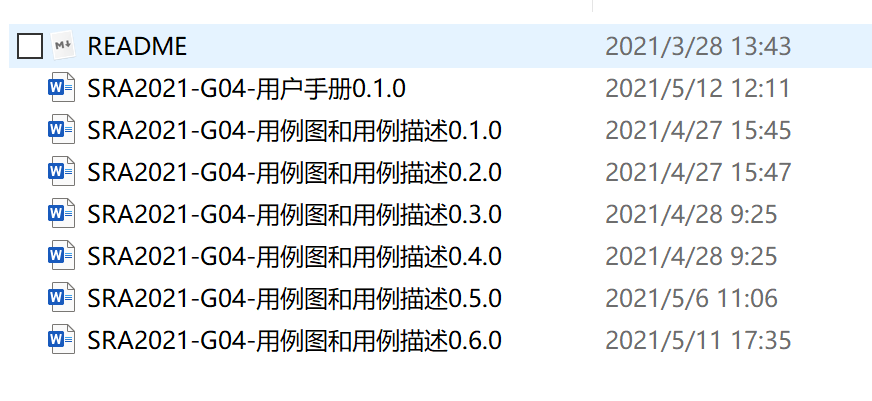 README 2021/3/28 13:43
SRA2021-G04-用户手册0.1.0 2021/5/12 12:11
SRA2021-G04-用例图和用例描述0.1.0 2021/4/27 15:45
SRA2021-G04-用例图和用例描述0.2.0 2021/4/27 15:47
SRA2021-G04-用例图和用例描述0.3.0 2021/4/28 9:25
SRA2021-G04-用例图和用例描述0.4.0 2021/4/28 9:25
SRA2021-G04-用例图和用例描述0.5.0 2021/5/6 11:06
SRA2021-G04-用例图和用例描述0.6.0 2021/5/11 17:35